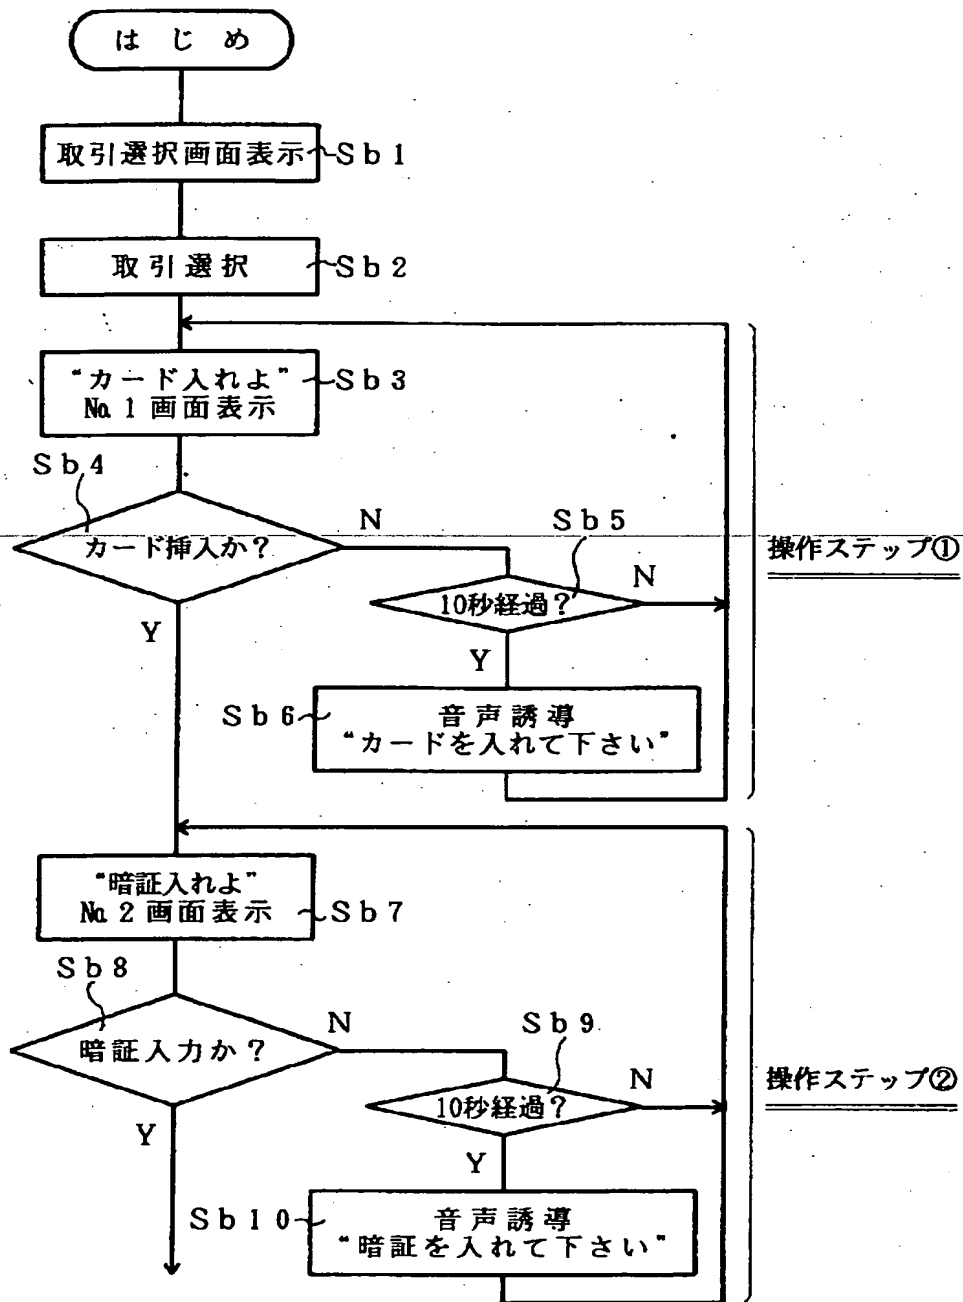 はじめ
取引選択画面表示 Sb1
取引選択 Sb2
“カード入れよ”
№1画面表示 Sb3
Sb4
カード挿入か？
N
Y
Sb5
10秒経過？
N
Y
操作ステップ①
Sb6 音声誘導
“カードを入れて下さい”
“暗証入れよ”
№2画面表示 Sb7
Sb8
暗証入力か？
N
Y
Sb9
10秒経過？
N
Y
操作ステップ②
Sb10 音声誘導
“暗証を入れて下さい”